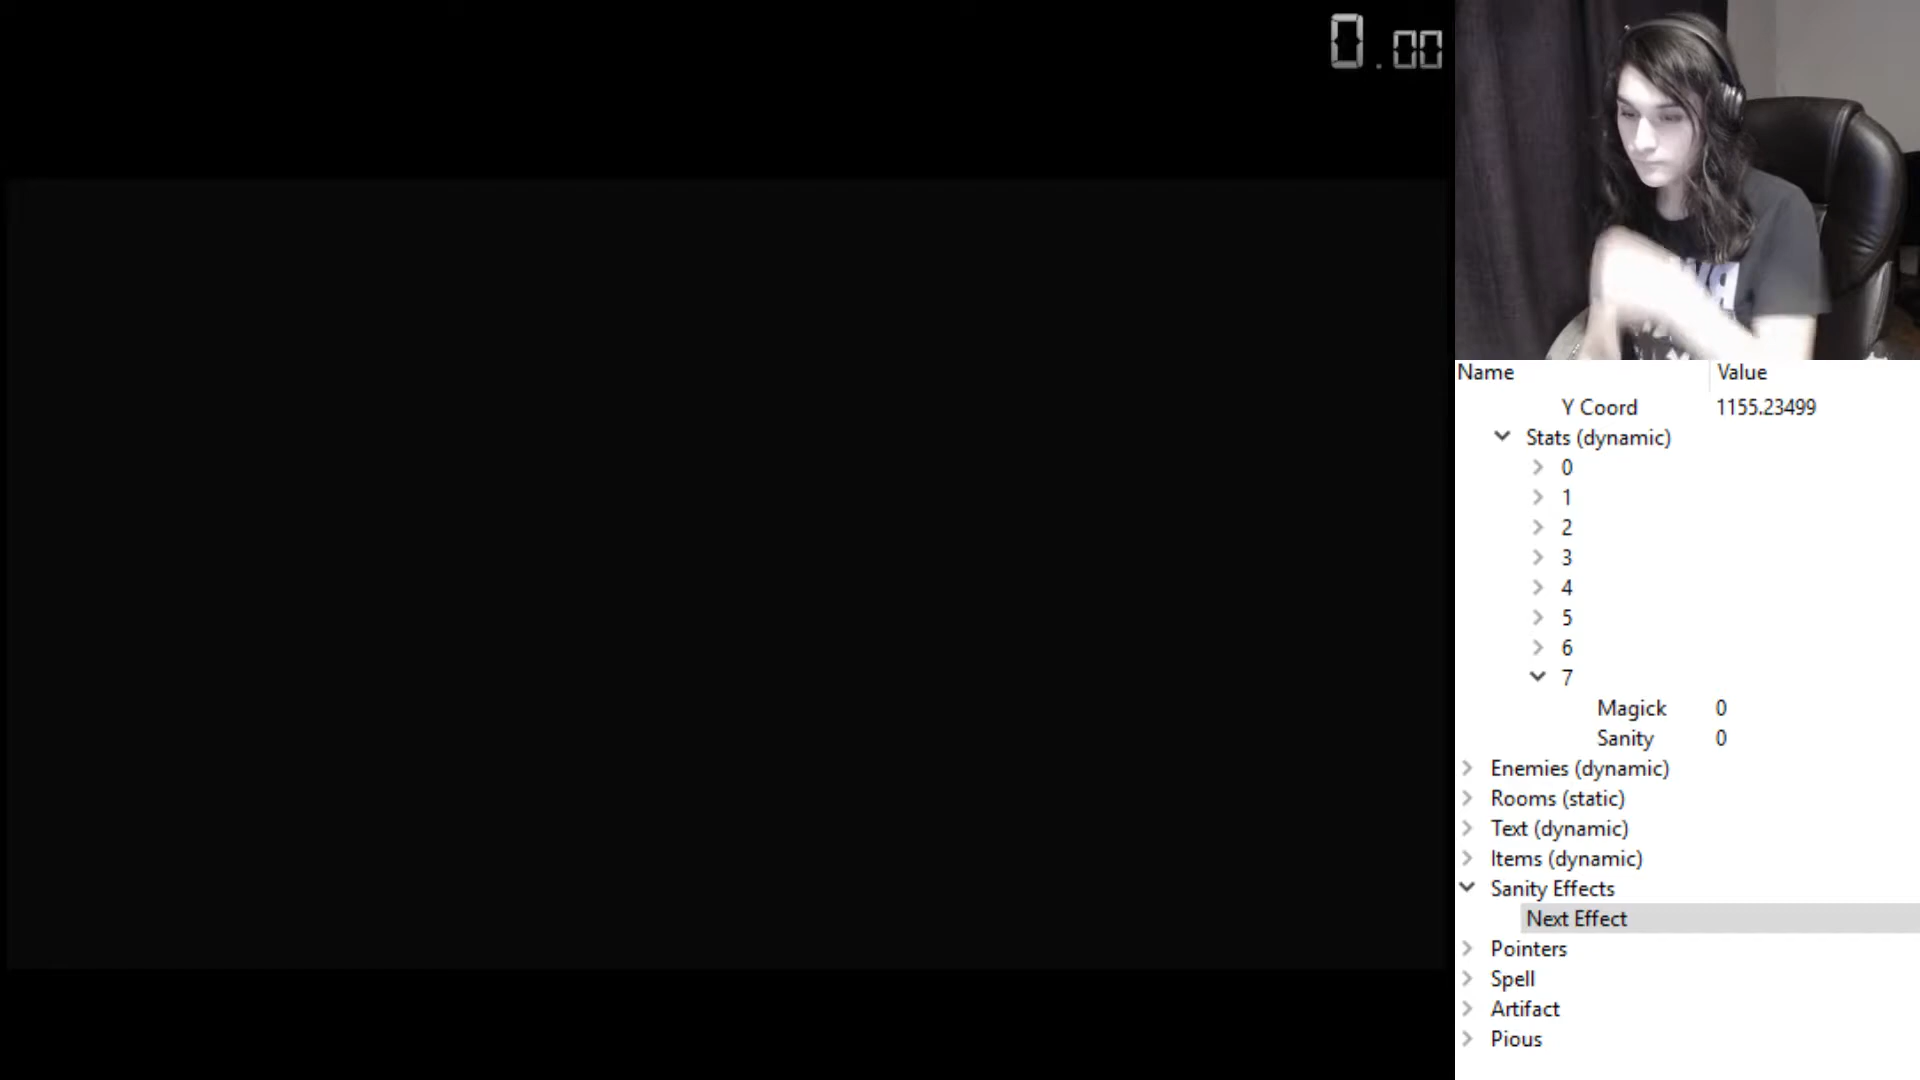 0.00
Name Value
Y Coord 1155.23499
Stats (dynamic)
0
1
2
3
4
5
6
7
Magick 0
Sanity 0
Enemies (dynamic)
Rooms (static)
Text (dynamic)
Items (dynamic)
Sanity Effects
Next Effect
Pointers
Spell
Artifact
Pious